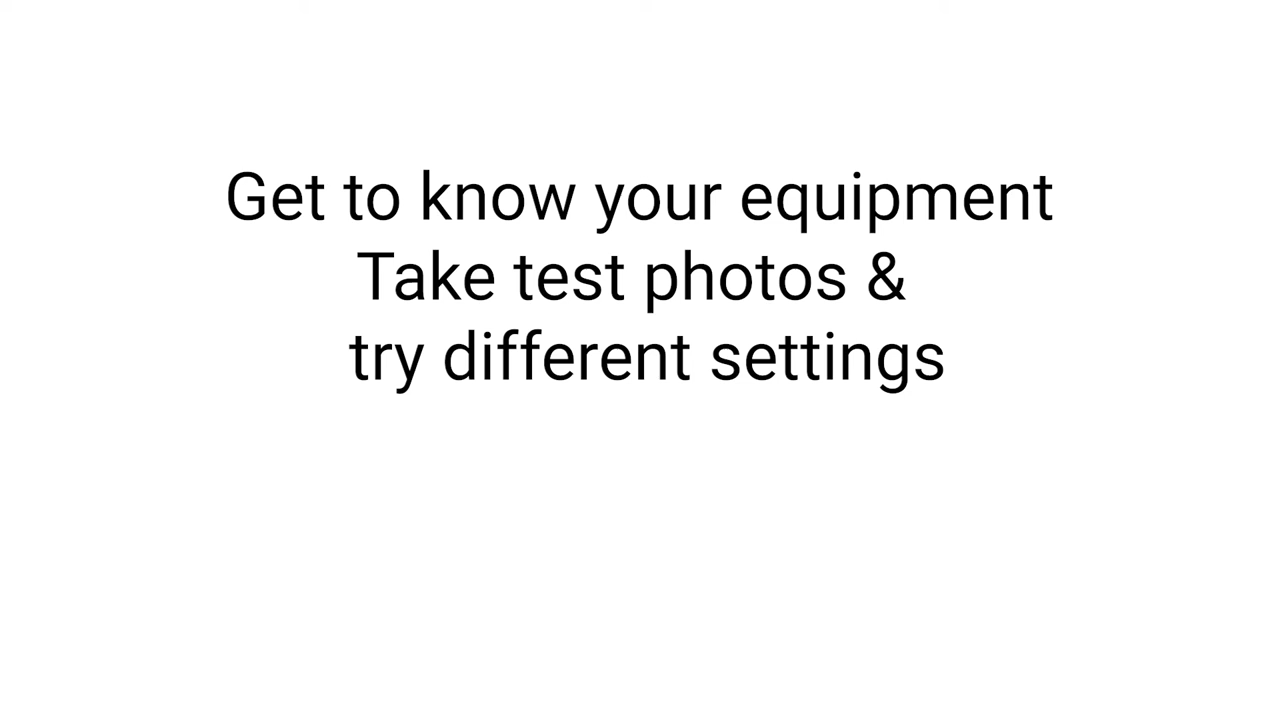 Get to know your equipment
Take test photos &
try different settings